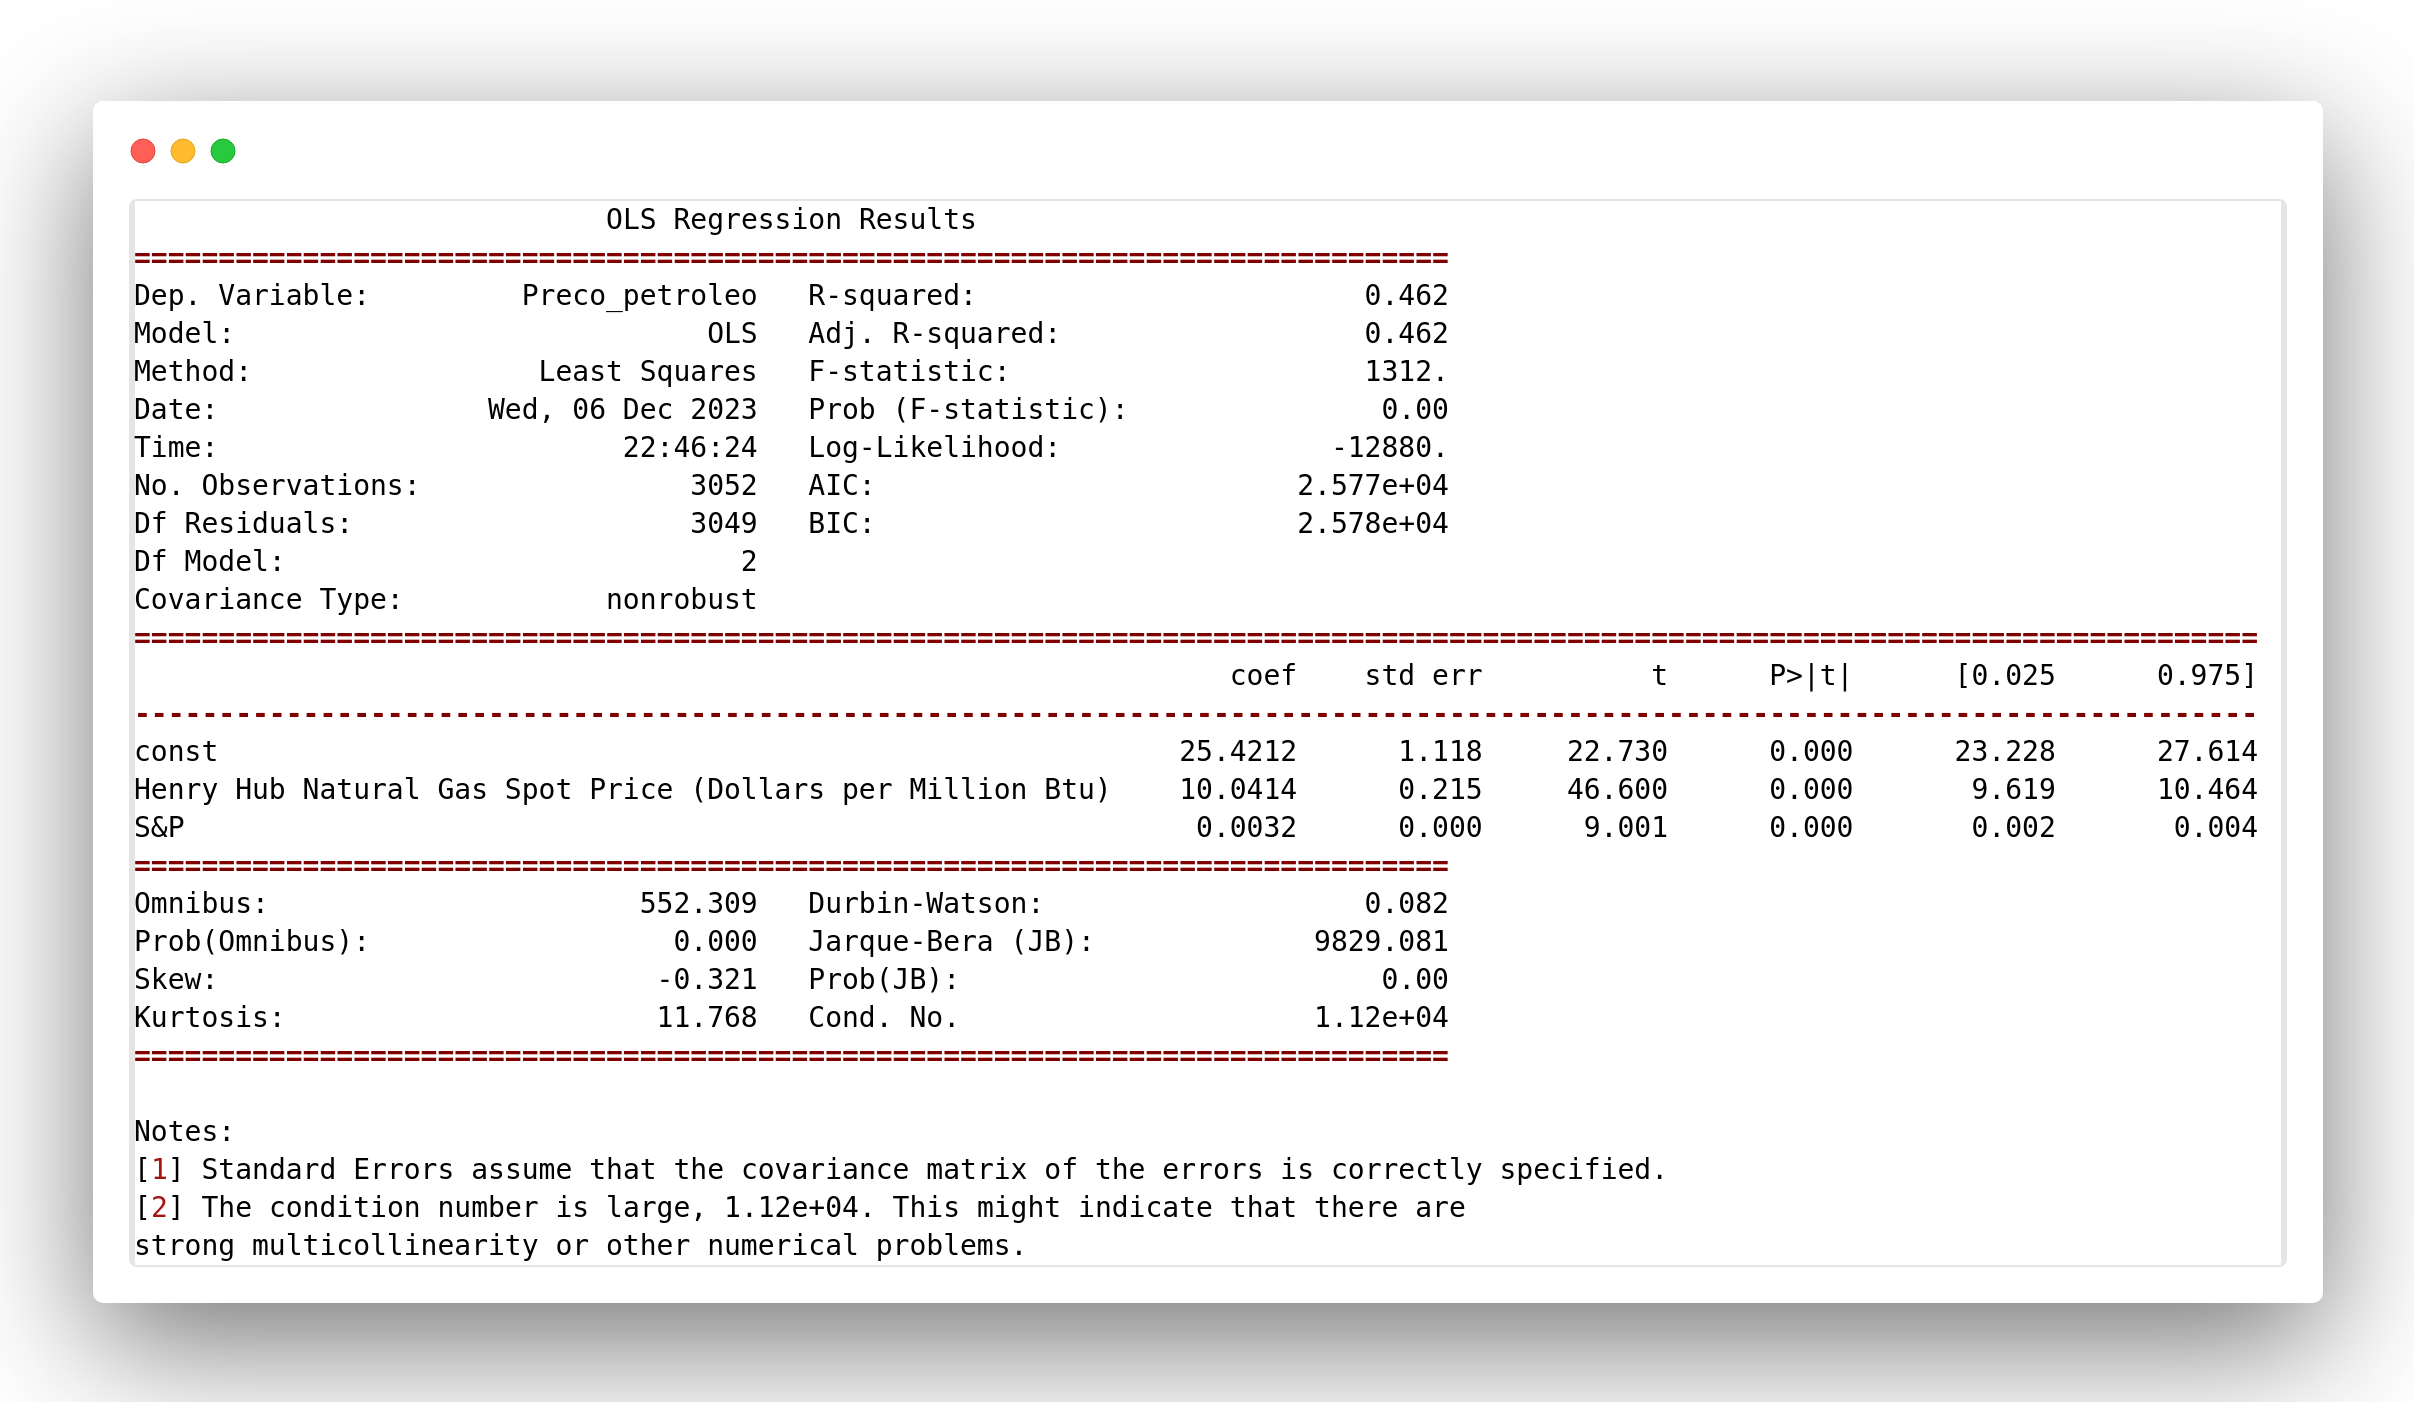 OLS Regression Results
==============================================================================
Dep. Variable:         Preco_petroleo   R-squared:                       0.462
Model:                            OLS   Adj. R-squared:                  0.462
Method:                 Least Squares   F-statistic:                     1312.
Date:                Wed, 06 Dec 2023   Prob (F-statistic):               0.00
Time:                        22:46:24   Log-Likelihood:                -12880.
No. Observations:                3052   AIC:                         2.577e+04
Df Residuals:                    3049   BIC:                         2.578e+04
Df Model:                           2
Covariance Type:            nonrobust
==============================================================================================================================
                                                                 coef    std err          t      P>|t|      [0.025      0.975]
------------------------------------------------------------------------------------------------------------------------------
const                                                         25.4212      1.118     22.730      0.000      23.228      27.614
Henry Hub Natural Gas Spot Price (Dollars per Million Btu)    10.0414      0.215     46.600      0.000       9.619      10.464
S&P                                                            0.0032      0.000      9.001      0.000       0.002       0.004
==============================================================================
Omnibus:                      552.309   Durbin-Watson:                   0.082
Prob(Omnibus):                  0.000   Jarque-Bera (JB):             9829.081
Skew:                          -0.321   Prob(JB):                         0.00
Kurtosis:                      11.768   Cond. No.                     1.12e+04
==============================================================================

Notes:
[1] Standard Errors assume that the covariance matrix of the errors is correctly specified.
[2] The condition number is large, 1.12e+04. This might indicate that there are
strong multicollinearity or other numerical problems.